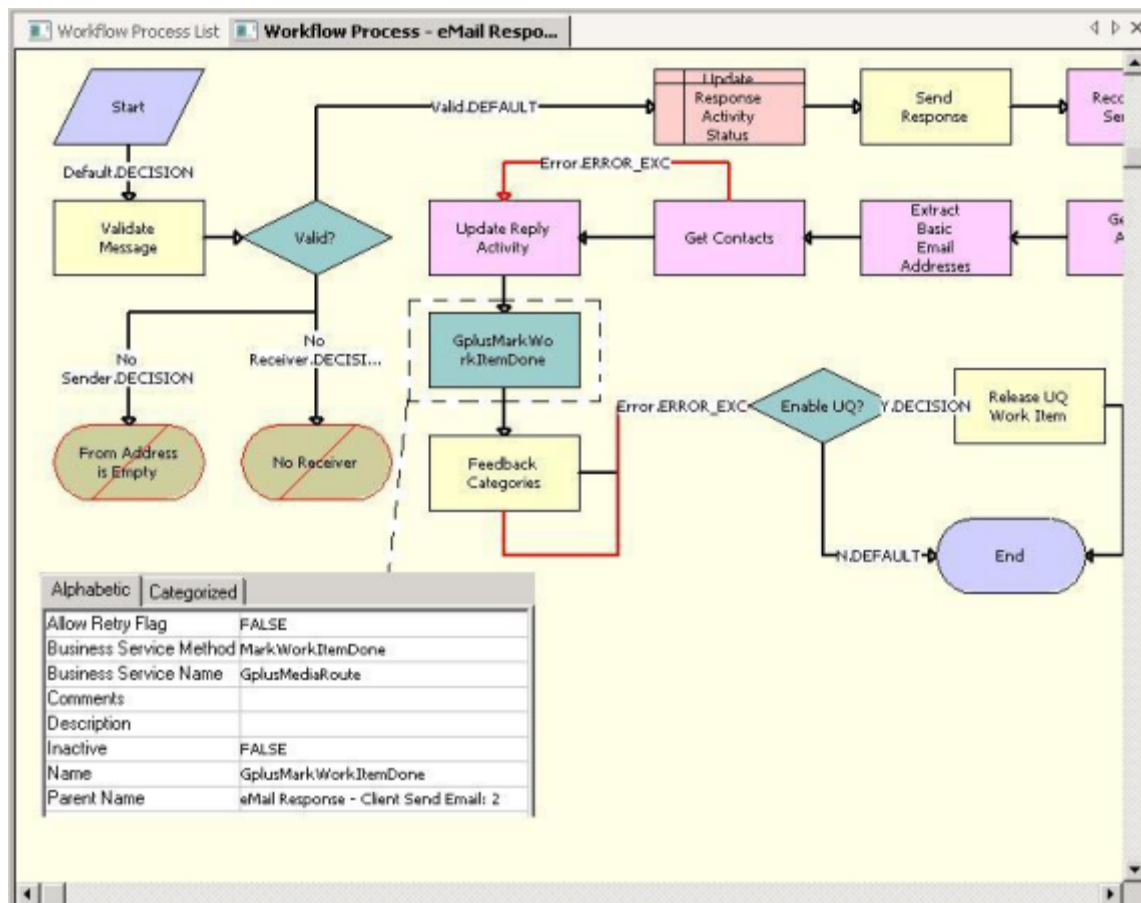 Workflow Process List
Workflow Process - eMail Respo...
Start
Valid.DEFAULT
Update
Response
Activity
Status
Send
Response
Reco
Ser
Default.DECISION
Error.ERROR_EXC
Validate
Message
Valid?
Update Reply
Activity
Get Contacts
Extract
Basic
Email
Addresses
Ge
A
No
Sender.DECISION
No
Receiver.DECISI...
GplusMarkWo
rkItemDone
Error.ERROR_EXC
Enable UQ?
Y.DECISION
Release UQ
Work Item
From Address
is Empty
No Receiver
Feedback
Categories
N.DEFAULT
End
Alphabetic
Categorized
Allow Retry Flag FALSE
Business Service Method MarkWorkItemDone
Business Service Name GplusMediaRoute
Comments
Description
Inactive FALSE
Name GplusMarkWorkItemDone
Parent Name eMail Response - Client Send Email: 2